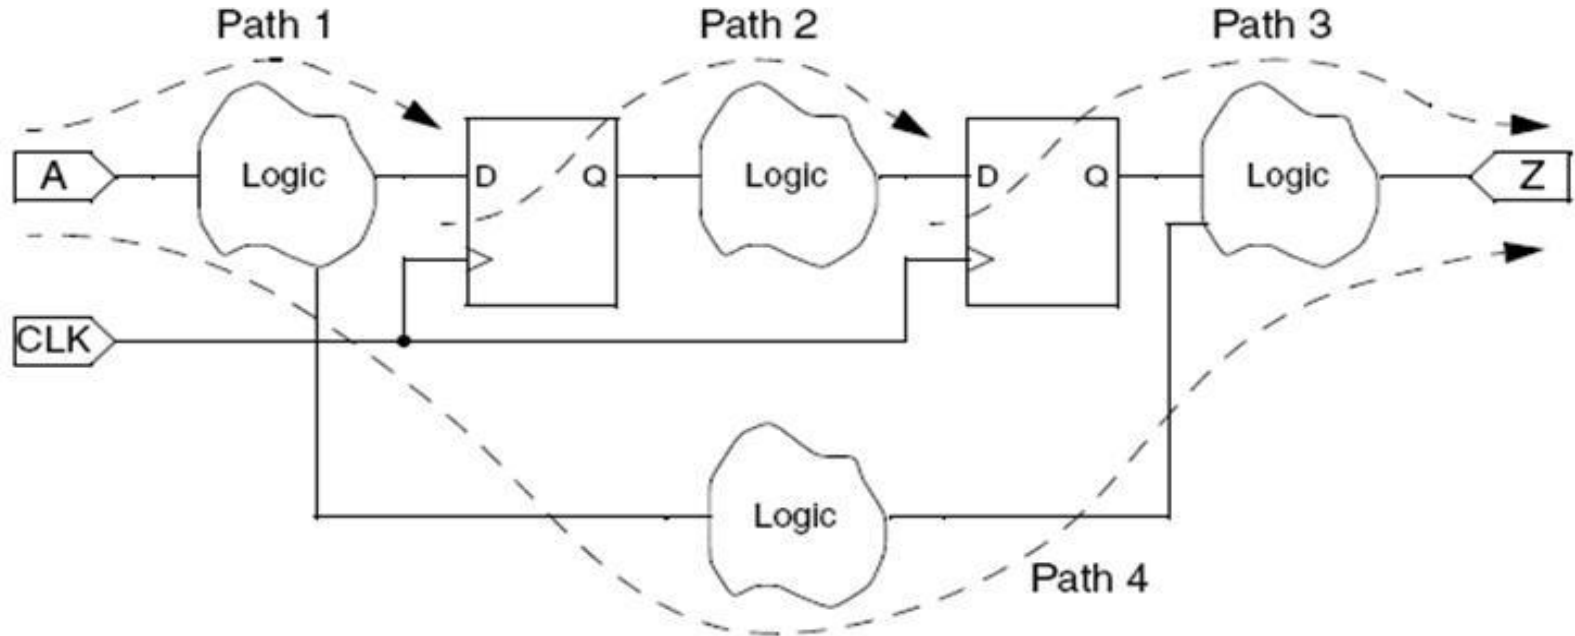 Path 1
Path 2
Path 3
A
Logic
D
Q
Logic
D
Q
Logic
Z
CLK
Logic
Path 4